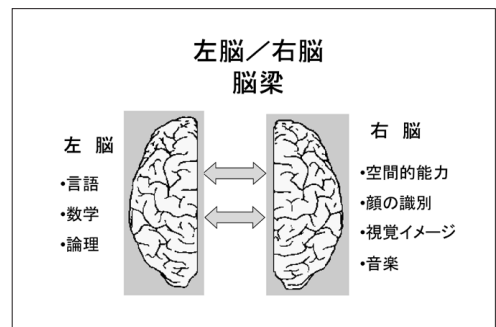 左脳／右脳
脳梁
左 脳
•言語
•数学
•論理
右 脳
•空間的能力
•顔の識別
•視覚イメージ
•音楽